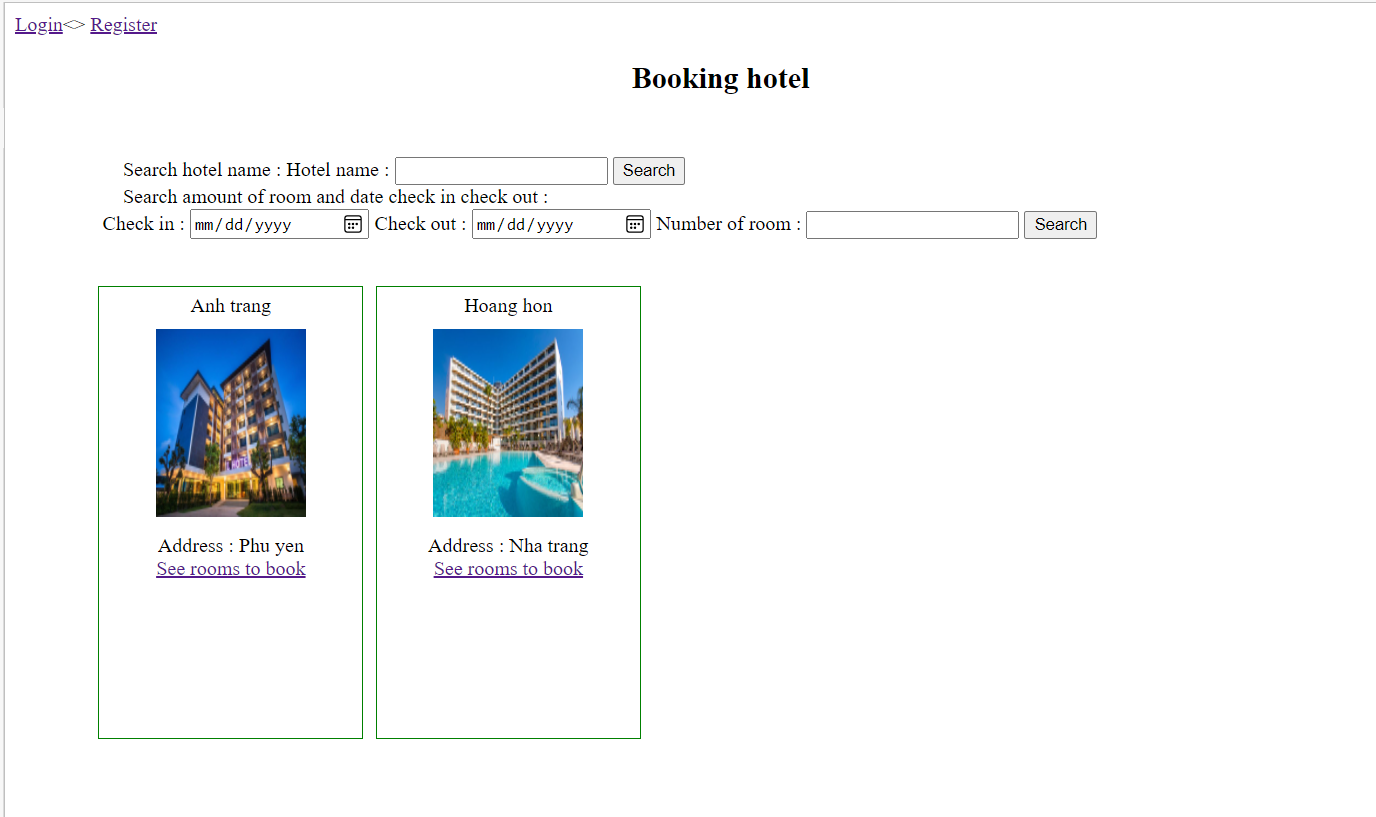 Login<> Register
Booking hotel
Search hotel name : Hotel name : Search
Search amount of room and date check in check out :
Check in : mm/dd/yyyy Check out : mm/dd/yyyy Number of room : Search
Anh trang Hoang hon
HOTEL
Address : Phu yen Address : Nha trang
See rooms to book See rooms to book